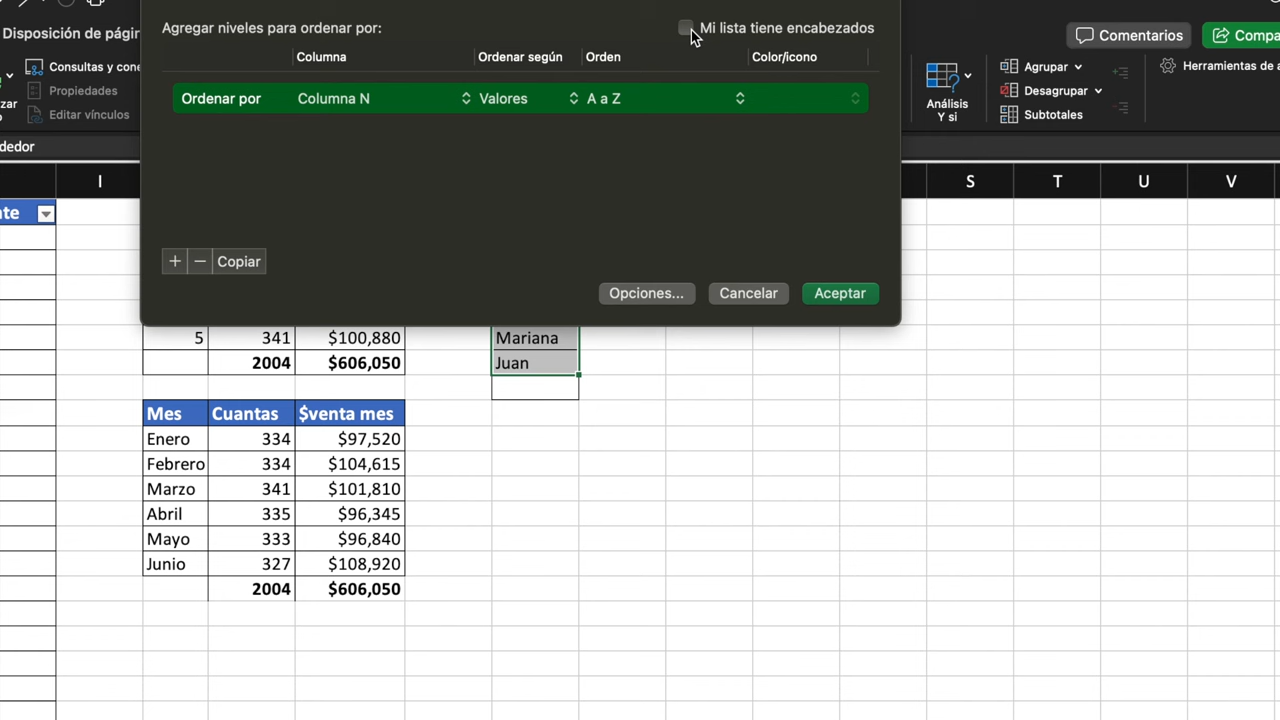 Agregar niveles para ordenar por: Mi lista tiene encabezados
Disposición de págin
Comentarios
Compa
Columna Ordenar según Orden Color/icono
Consultas y cone
Propiedades
Editar vínculos
zar
Ordenar por Columna N Valores A a Z
Análisis
Y si
Agrupar
Desagrupar
Subtotales
Herramientas de a
dedor
I S T U V
te
+ − Copiar
Opciones... Cancelar Aceptar
5 341 $100,880 Mariana
2004 $606,050 Juan
Mes Cuantas $venta mes
Enero 334 $97,520
Febrero 334 $104,615
Marzo 341 $101,810
Abril 335 $96,345
Mayo 333 $96,840
Junio 327 $108,920
2004 $606,050